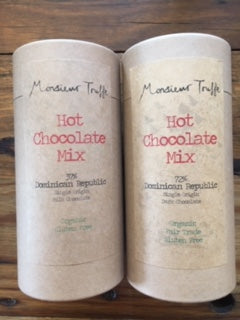 Monsieur Truffe
Hot
Chocolate
Mix
39%
Dominican Republic
Single Origin
Milk Chocolate
Organic
Gluten Free
Monsieur Truffe
Hot
Chocolate
Mix
72%
Dominican Republic
Single Origin
Dark Chocolate
Organic
Fair Trade
Gluten Free